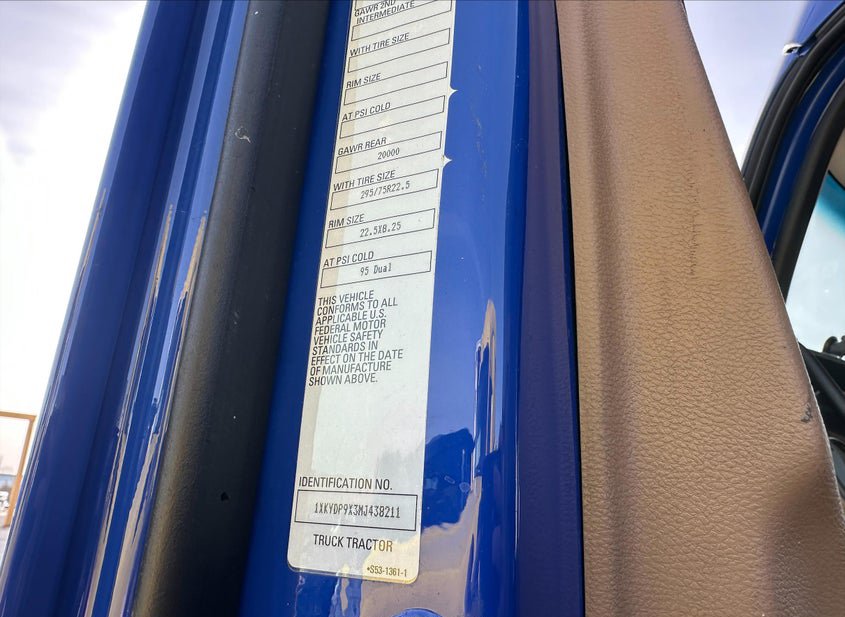 GAWR 2ND
INTERMEDIATE
WITH TIRE SIZE
RIM SIZE
AT PSI COLD
GAWR REAR
20000
WITH TIRE SIZE
295/75R22.5
RIM SIZE
22.5X8.25
AT PSI COLD
95 Dual
THIS VEHICLE
CONFORMS TO ALL
APPLICABLE U.S.
FEDERAL MOTOR
VEHICLE SAFETY
STANDARDS IN
EFFECT ON THE DATE
OF MANUFACTURE
SHOWN ABOVE.
IDENTIFICATION NO.
1XKYDP9X3MJ438211
TRUCK TRACTOR
•S53-1361-1